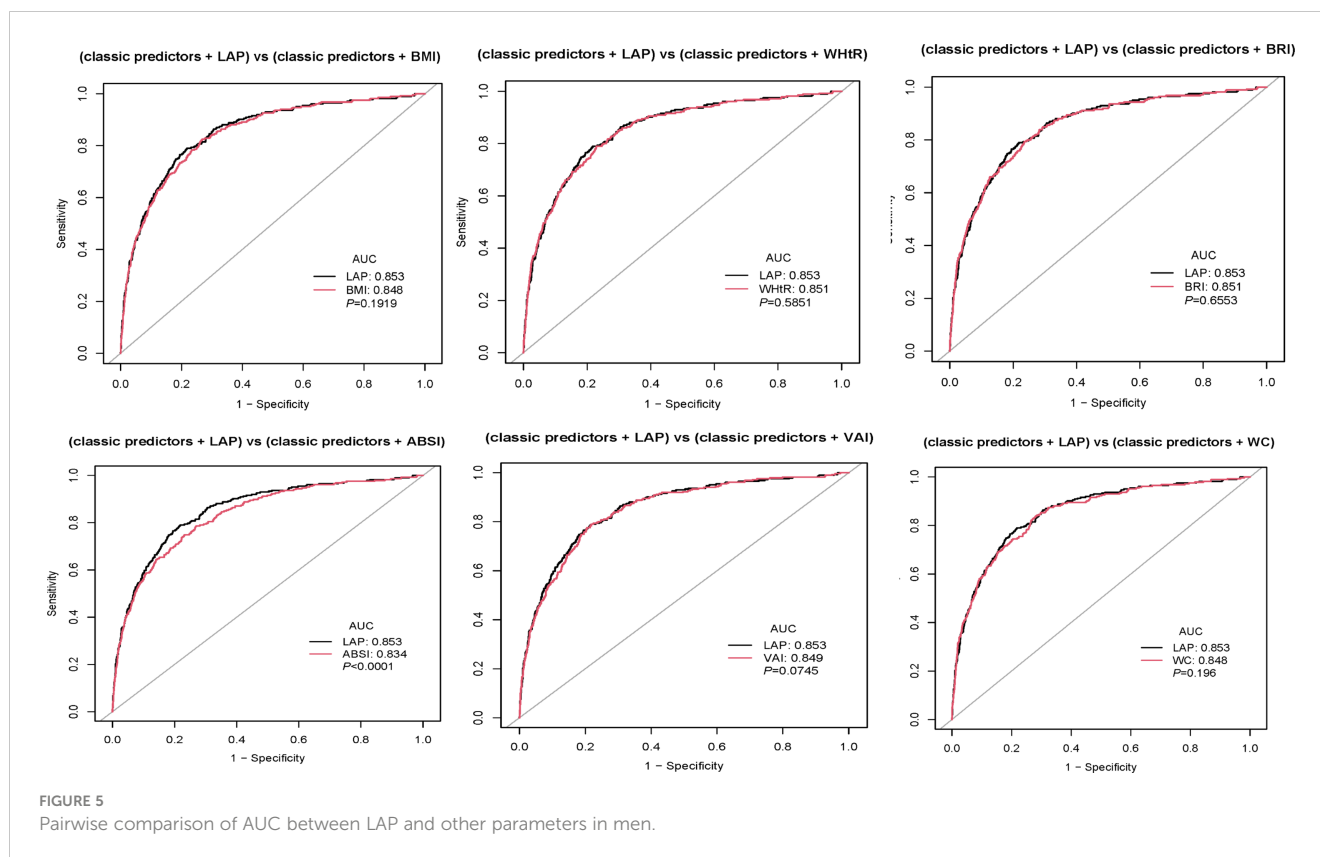 (classic predictors + LAP) vs (classic predictors + BMI)
Sensitivity
0.0 0.2 0.4 0.6 0.8 1.0
AUC
LAP: 0.853
BMI: 0.848
P=0.1919
0.0 0.2 0.4 0.6 0.8 1.0
1 − Specificity
(classic predictors + LAP) vs (classic predictors + WHtR)
Sensitivity
0.0 0.2 0.4 0.6 0.8 1.0
AUC
LAP: 0.853
WHtR: 0.851
P=0.5851
0.0 0.2 0.4 0.6 0.8 1.0
1 − Specificity
(classic predictors + LAP) vs (classic predictors + BRI)
0.0 0.2 0.4 0.6 0.8 1.0
AUC
LAP: 0.853
BRI: 0.851
P=0.6553
0.0 0.2 0.4 0.6 0.8 1.0
1 − Specificity
(classic predictors + LAP) vs (classic predictors + ABSI)
Sensitivity
0.0 0.2 0.4 0.6 0.8 1.0
AUC
LAP: 0.853
ABSI: 0.834
P<0.0001
0.0 0.2 0.4 0.6 0.8 1.0
1 − Specificity
(classic predictors + LAP) vs (classic predictors + VAI)
0.0 0.2 0.4 0.6 0.8 1.0
AUC
LAP: 0.853
VAI: 0.849
P=0.0745
0.0 0.2 0.4 0.6 0.8 1.0
1 − Specificity
(classic predictors + LAP) vs (classic predictors + WC)
0.0 0.2 0.4 0.6 0.8 1.0
AUC
LAP: 0.853
WC: 0.848
P=0.196
0.0 0.2 0.4 0.6 0.8 1.0
1 − Specificity
FIGURE 5
Pairwise comparison of AUC between LAP and other parameters in men.